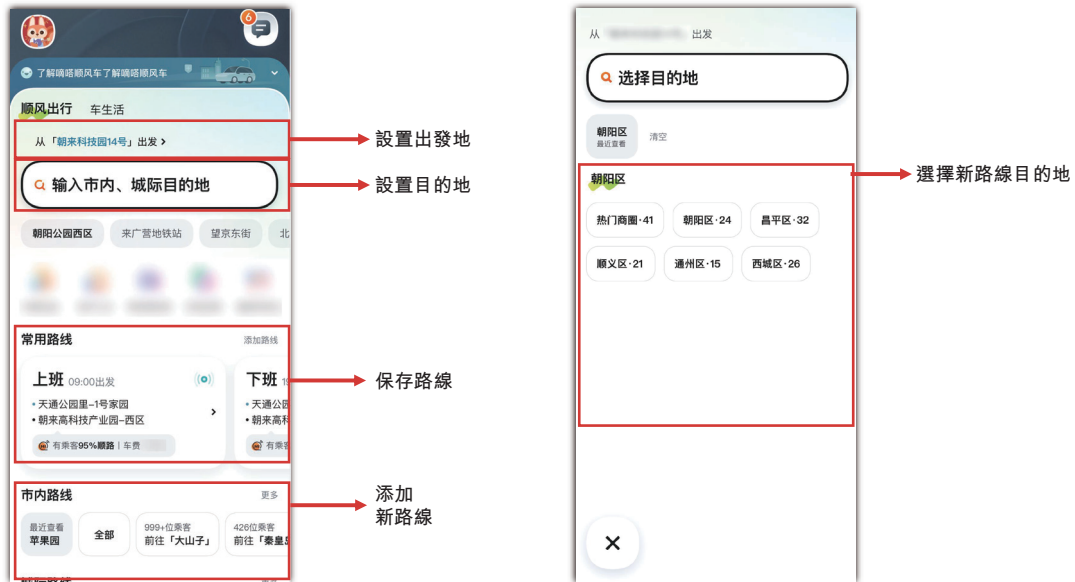 6
了解嘀嗒顺风车了解嘀嗒顺风车
顺风出行 车生活
从「朝来科技园14号」出发
输入市内、城际目的地
朝阳公园西区 来广营地铁站 望京东街 北
常用路线 添加路线
上班 09:00出发 下班
• 天通公园里-1号家园 • 天通公园
• 朝来高科技产业园-西区 • 朝来高科
有乘客95%顺路 | 车费 有乘客
市内路线 更多
最近查看
苹果园
全部
999+位乘客
前往「大山子」
426位乘客
前往「秦皇岛
設置出發地
設置目的地
保存路線
添加
新路線
从 出发
选择目的地
朝阳区
最近查看
清空
朝阳区
热门商圈·41 朝阳区·24 昌平区·32
顺义区·21 通州区·15 西城区·26
選擇新路線目的地